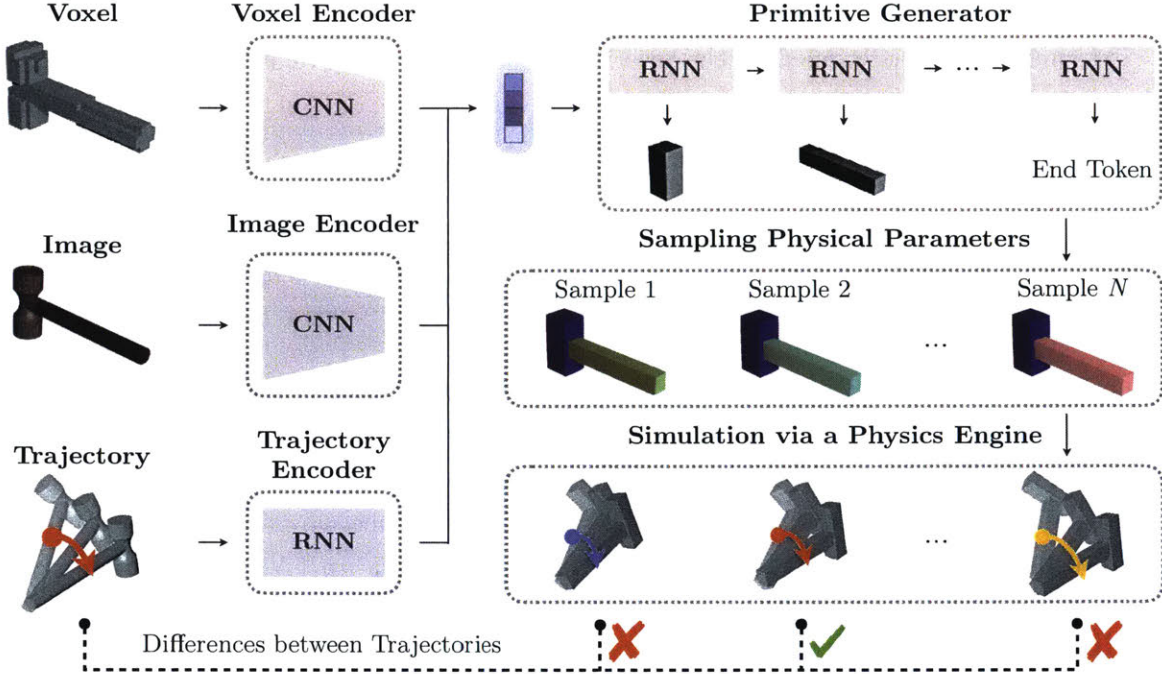 Voxel
Voxel Encoder
Primitive Generator
CNN
RNN
RNN
...
RNN
End Token
Image
Image Encoder
CNN
Sampling Physical Parameters
Sample 1
Sample 2
Sample N
...
Trajectory
Trajectory
Encoder
RNN
Simulation via a Physics Engine
...
Differences between Trajectories